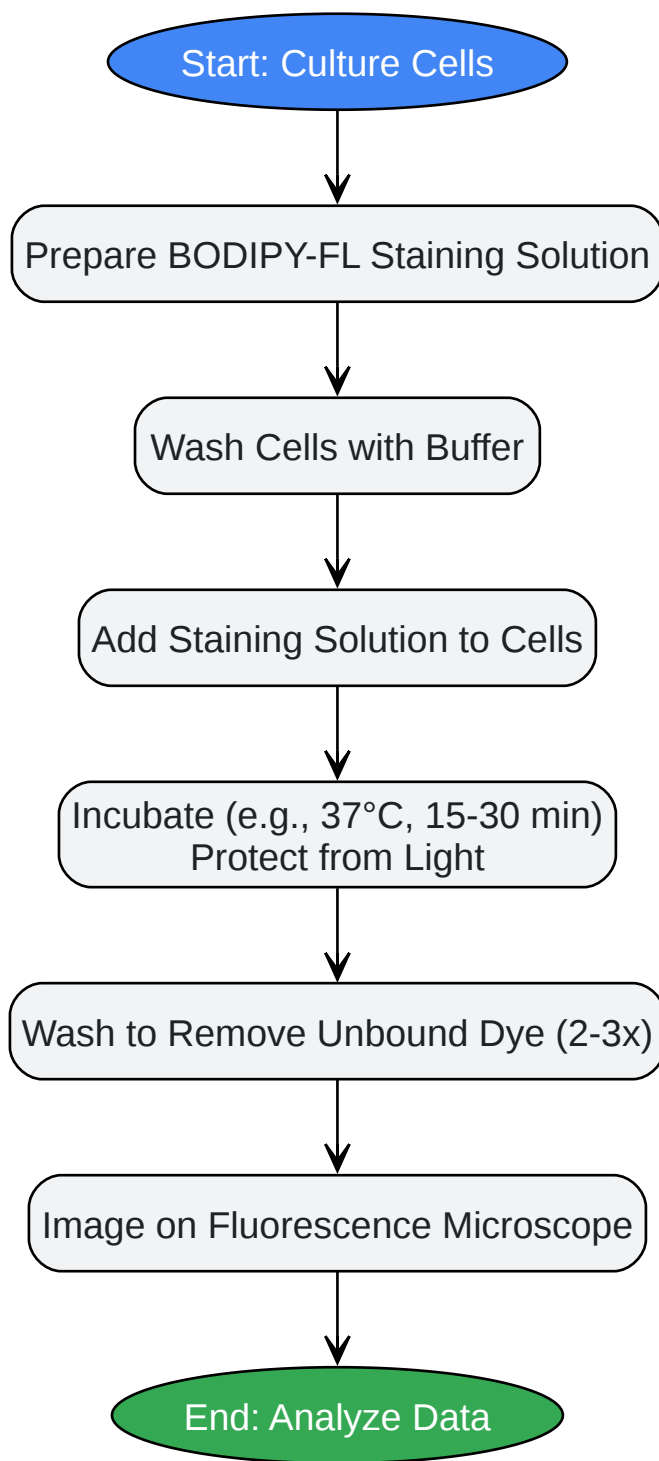 Start: Culture Cells
Prepare BODIPY-FL Staining Solution
Wash Cells with Buffer
Add Staining Solution to Cells
Incubate (e.g., 37°C, 15-30 min)
Protect from Light
Wash to Remove Unbound Dye (2-3x)
Image on Fluorescence Microscope
End: Analyze Data